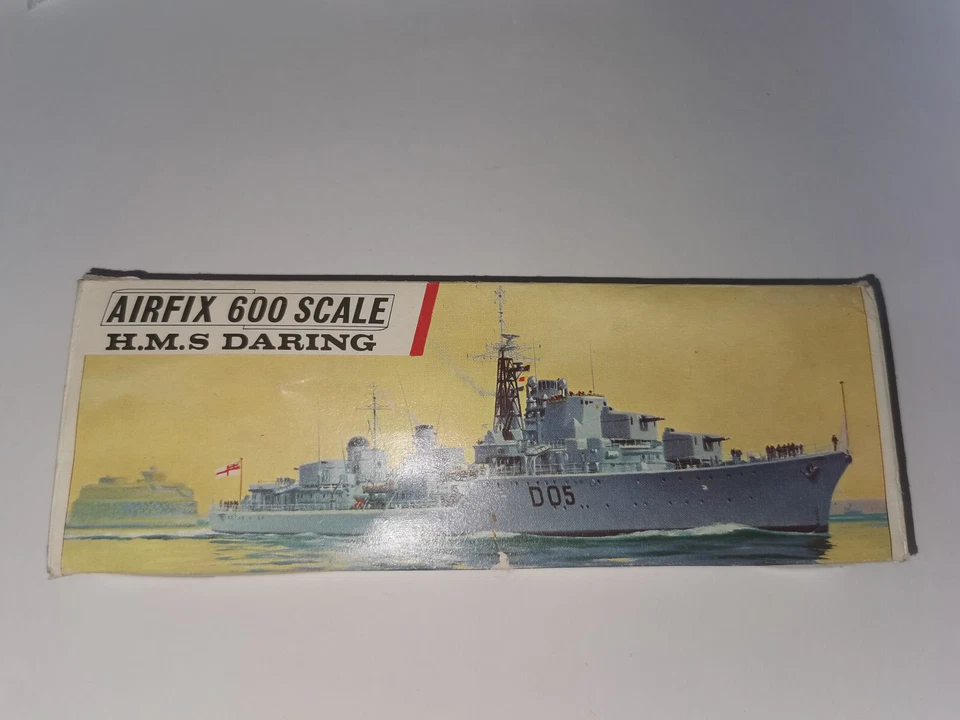 AIRFIX 600 SCALE
H.M.S DARING
D05